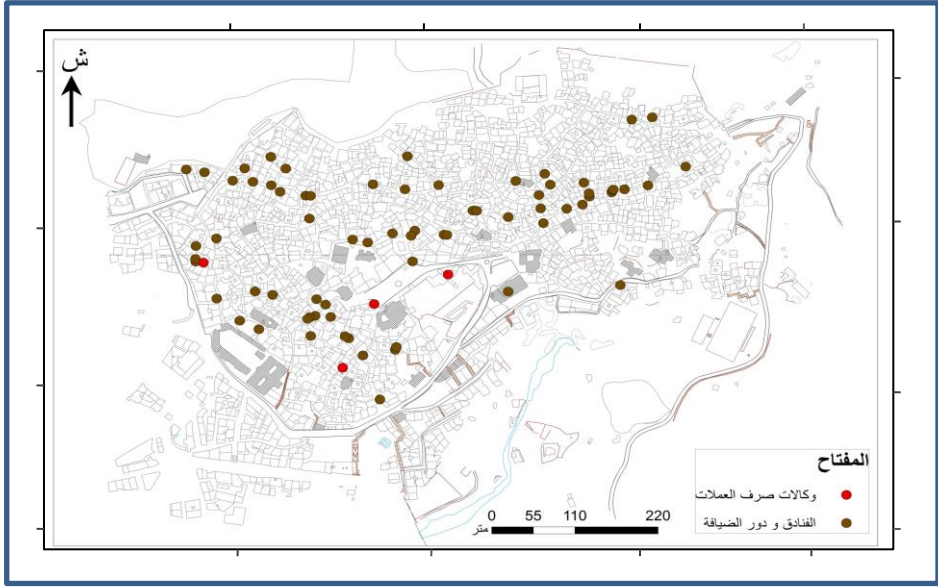 ش
المفتاح
وكالات صرف العملات
الفنادق و دور الضيافة
0 55 110 220
متر